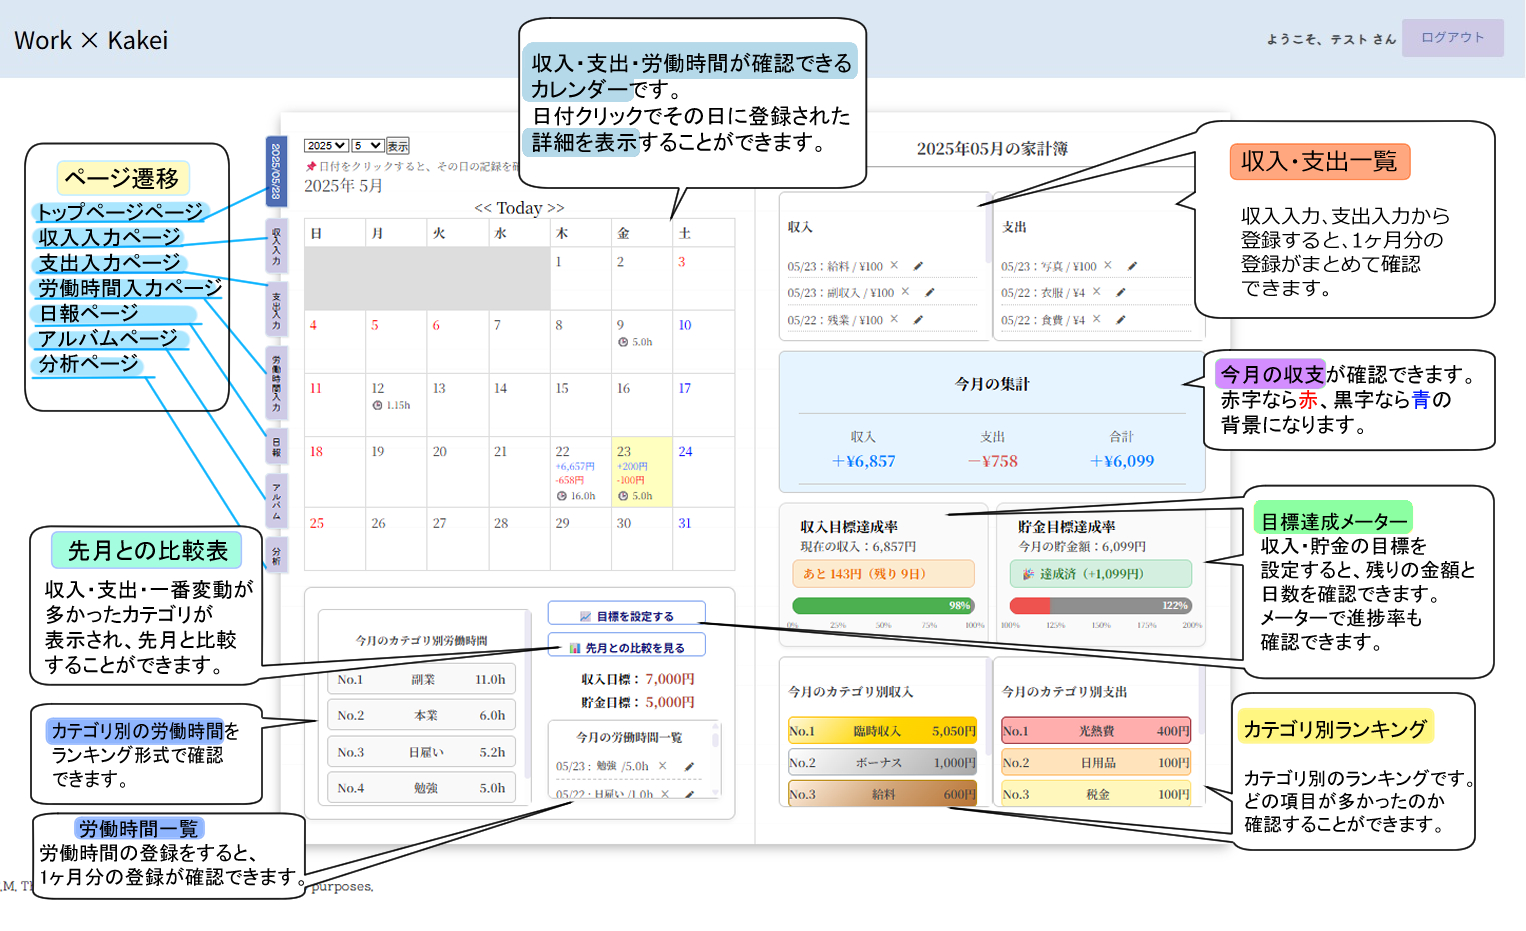 Work × Kakei
ようこそ、テスト さん
ログアウト
収入・支出・労働時間が確認できる
カレンダーです。
日付クリックでその日に登録された
詳細を表示することができます。
ページ遷移
トップページページ
収入入力ページ
支出入力ページ
労働時間入力ページ
日報ページ
アルバムページ
分析ページ
2025/05/23
収入入力
支出入力
労働時間入力
日報
アルバム
分析
2025 5 表示
📌日付をクリックすると、その日の記録を
2025年 5月
<< Today >>
日 月 火 水 木 金 土
1 2 3
4 5 6 7 8 9 10
5.0h
11 12 13 14 15 16 17
1.15h
18 19 20 21 22 23 24
+6,657円 +200円
-658円 -100円
16.0h 5.0h
25 26 27 28 29 30 31
2025年05月の家計簿
収入
05/23：給料 / ¥100 ×
05/23：副収入 / ¥100 ×
05/22：残業 / ¥100 ×
支出
05/23：写真 / ¥100 ×
05/22：衣服 / ¥4 ×
05/22：食費 / ¥4 ×
収入・支出一覧
収入入力、支出入力から
登録すると、1ヶ月分の
登録がまとめて確認
できます。
今月の集計
収入 支出 合計
＋¥6,857 －¥758 ＋¥6,099
今月の収支が確認できます。
赤字なら赤、黒字なら青の
背景になります。
収入目標達成率
現在の収入：6,857円
あと 143円（残り 9日）
98%
0% 25% 50% 75% 100%
貯金目標達成率
今月の貯金額：6,099円
🎉 達成済（+1,099円）
122%
100% 125% 150% 175% 200%
目標達成メーター
収入・貯金の目標を
設定すると、残りの金額と
日数を確認できます。
メーターで進捗率も
確認できます。
先月との比較表
収入・支出・一番変動が
多かったカテゴリが
表示され、先月と比較
することができます。
今月のカテゴリ別労働時間
No.1 副業 11.0h
No.2 本業 6.0h
No.3 日雇い 5.2h
No.4 勉強 5.0h
📈 目標を設定する
📊 先月との比較を見る
収入目標： 7,000円
貯金目標： 5,000円
今月の労働時間一覧
05/23： 勉強 /5.0h ×
05/22：日雇い /1.0h ×
今月のカテゴリ別収入
No.1 臨時収入 5,050円
No.2 ボーナス 1,000円
No.3 給料 600円
今月のカテゴリ別支出
No.1 光熱費 400円
No.2 日用品 100円
No.3 税金 100円
カテゴリ別ランキング
カテゴリ別のランキングです。
どの項目が多かったのか
確認することができます。
カテゴリ別の労働時間を
ランキング形式で確認
できます。
労働時間一覧
労働時間の登録をすると、
1ヶ月分の登録が確認できます。
.M. Th
purposes.